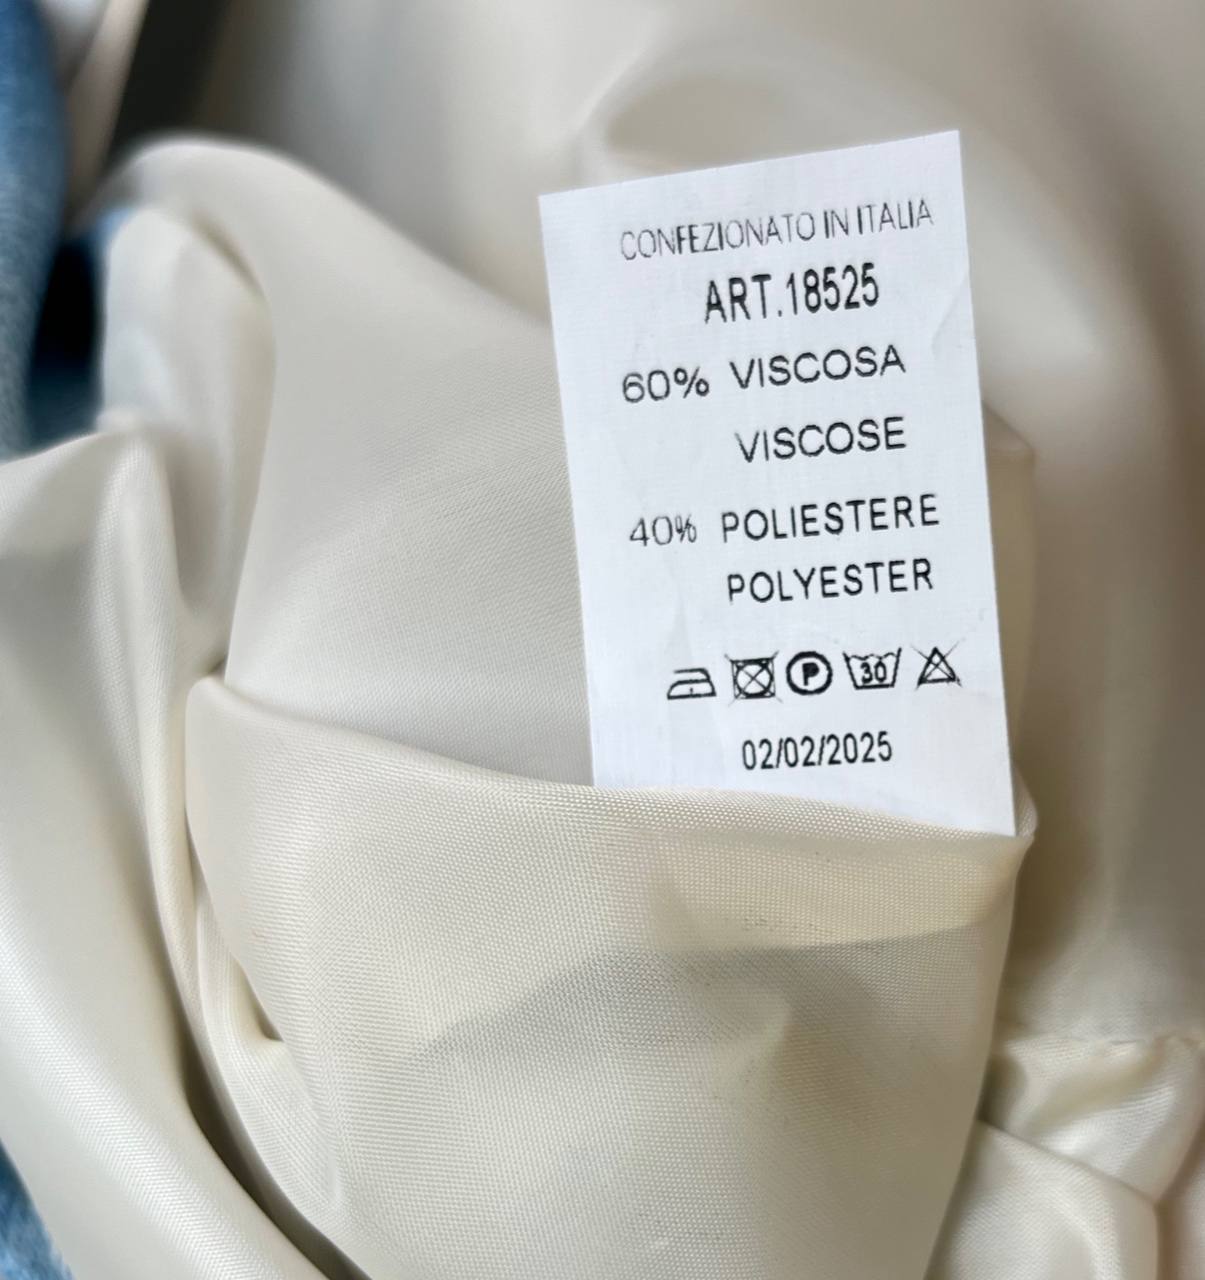 CONFEZIONATO IN ITALIA
ART.18525
60% VISCOSA
VISCOSE
40% POLIESTERE
POLYESTER
P 30
02/02/2025